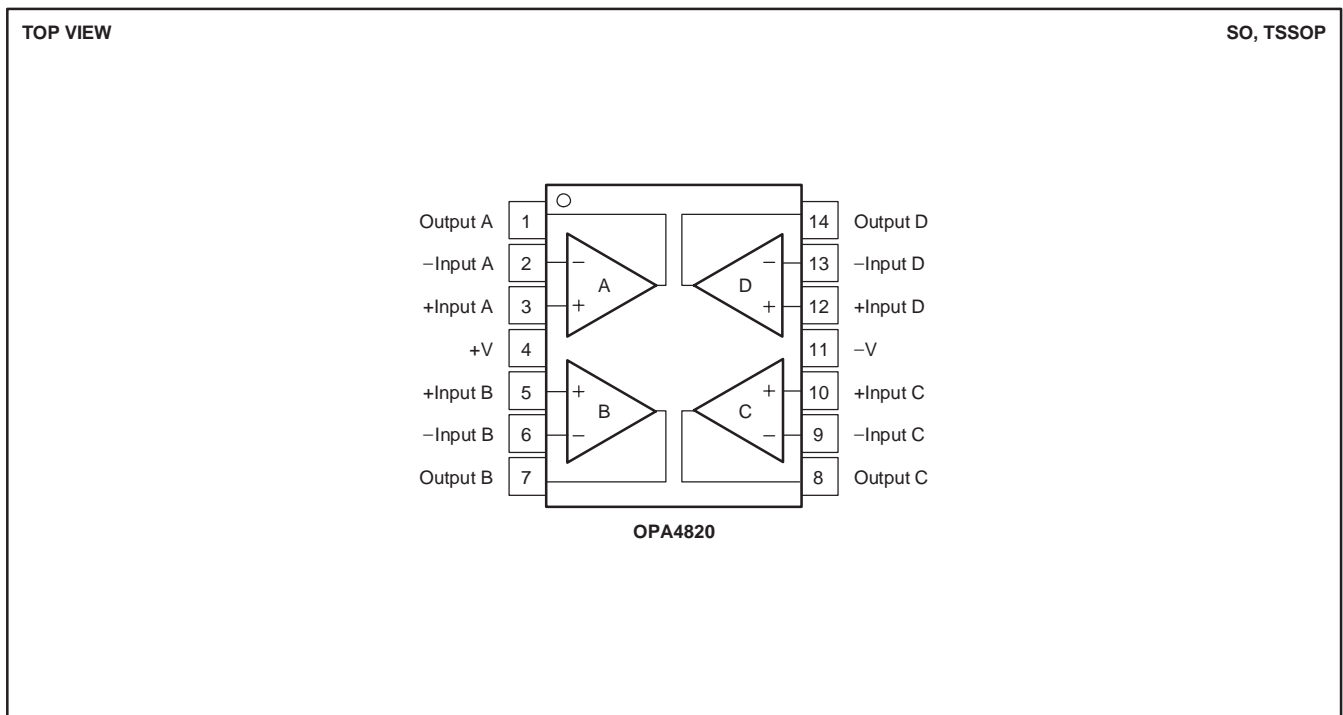 TOP VIEW
SO, TSSOP
Output A 1
−Input A 2
+Input A 3
+V 4
+Input B 5
−Input B 6
Output B 7
− A +
+ B −
− D +
+ C −
14 Output D
13 −Input D
12 +Input D
11 −V
10 +Input C
9 −Input C
8 Output C
OPA4820